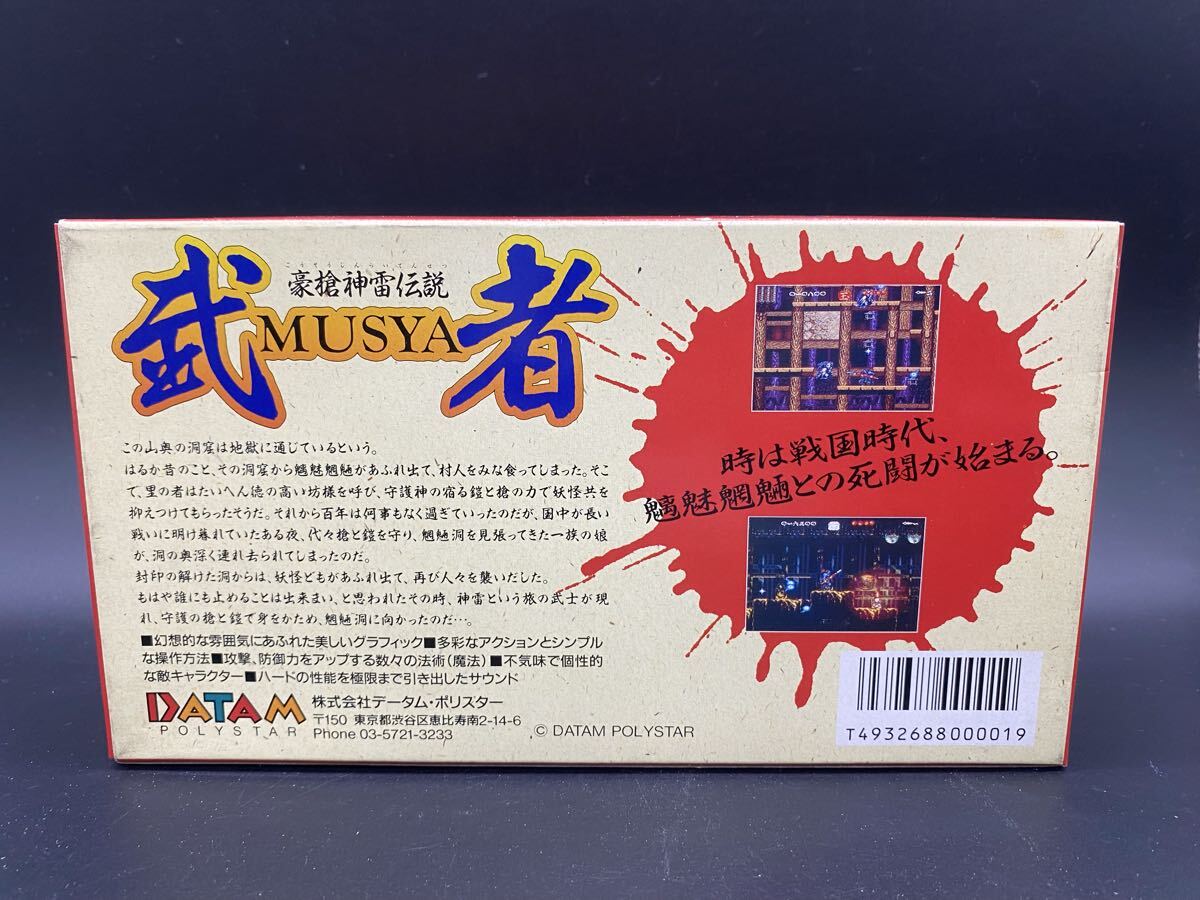 ごうそうじんらいでんせつ
豪槍神雷伝説
武MUSYA者
この山奥の洞窟は地獄に通じているという。
はるか昔のこと、その洞窟から魑魅魍魎があふれ出て、村人をみな食ってしまった。そこ
で、里の者はたいへん徳の高い坊様を呼び、守護神の宿る鎧と槍の力で妖怪共を
抑えつけてもらったそうだ。それから百年は何事もなく過ぎていったのだが、国中が長い
戦いに明け暮れていたある夜、代々槍と鎧を守り、魍魎洞を見張ってきた一族の娘
が、洞の奥深く連れ去られてしまったのだ。
封印の解けた洞からは、妖怪どもがあふれ出て、再び人々を襲いだした。
もはや誰にも止めることは出来まい、と思われたその時、神雷という旅の武士が現
れ、守護の槍と鎧で身をかため、魍魎洞に向かったのだ…。
■幻想的な雰囲気にあふれた美しいグラフィック■多彩なアクションとシンプル
な操作方法■攻撃、防御力をアップする数々の法術(魔法)■不気味で個性的
な敵キャラクター■ハードの性能を極限まで引き出したサウンド
DATAM
POLYSTAR
株式会社データム・ポリスター
〒150 東京都渋谷区恵比寿南2-14-6
Phone 03-5721-3233
© DATAM POLYSTAR
時は戦国時代、
魑魅魍魎との死闘が始まる。
T4932688000019